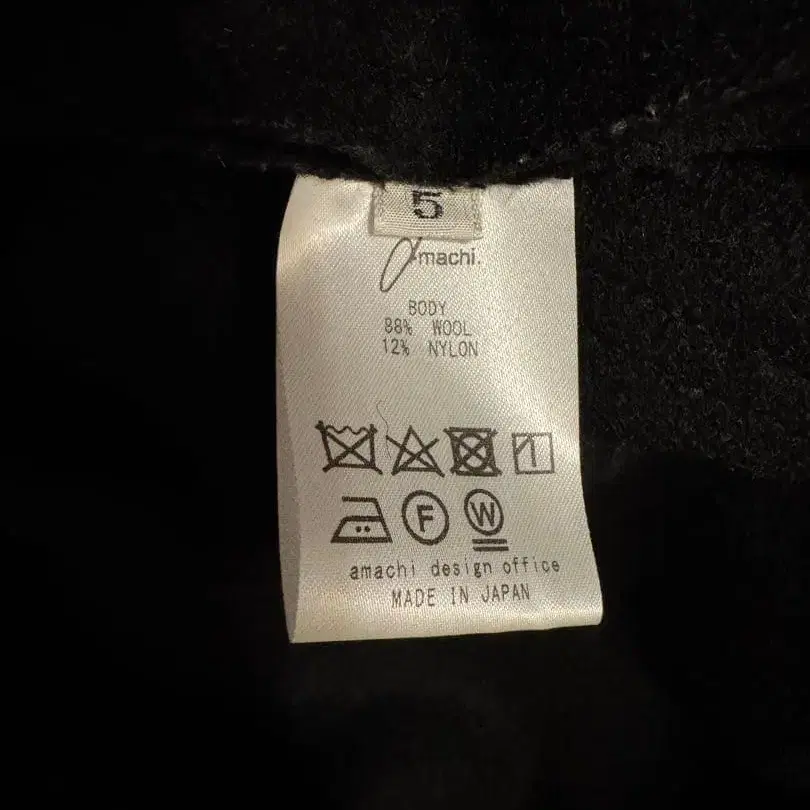 5
amachi.
BODY
88% WOOL
12% NYLON
F W
amachi design office
MADE IN JAPAN